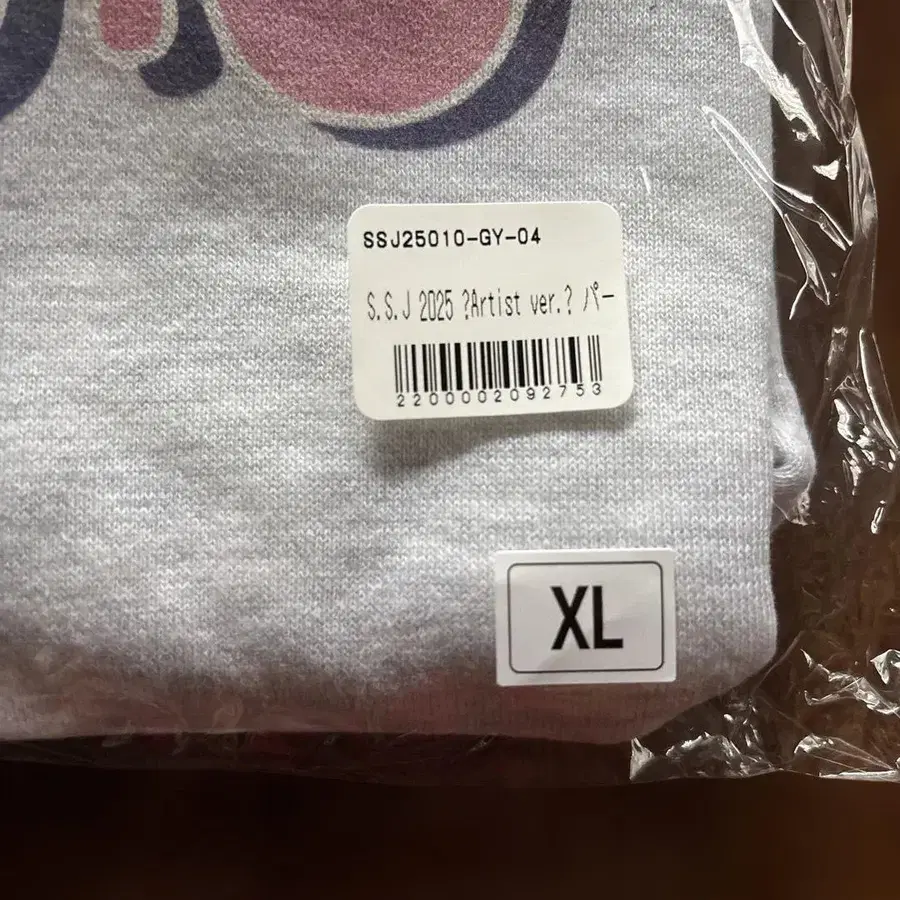 SSJ25010-GY-04
S.S.J 2025 ?Artist ver.? パー
2200002092753
XL